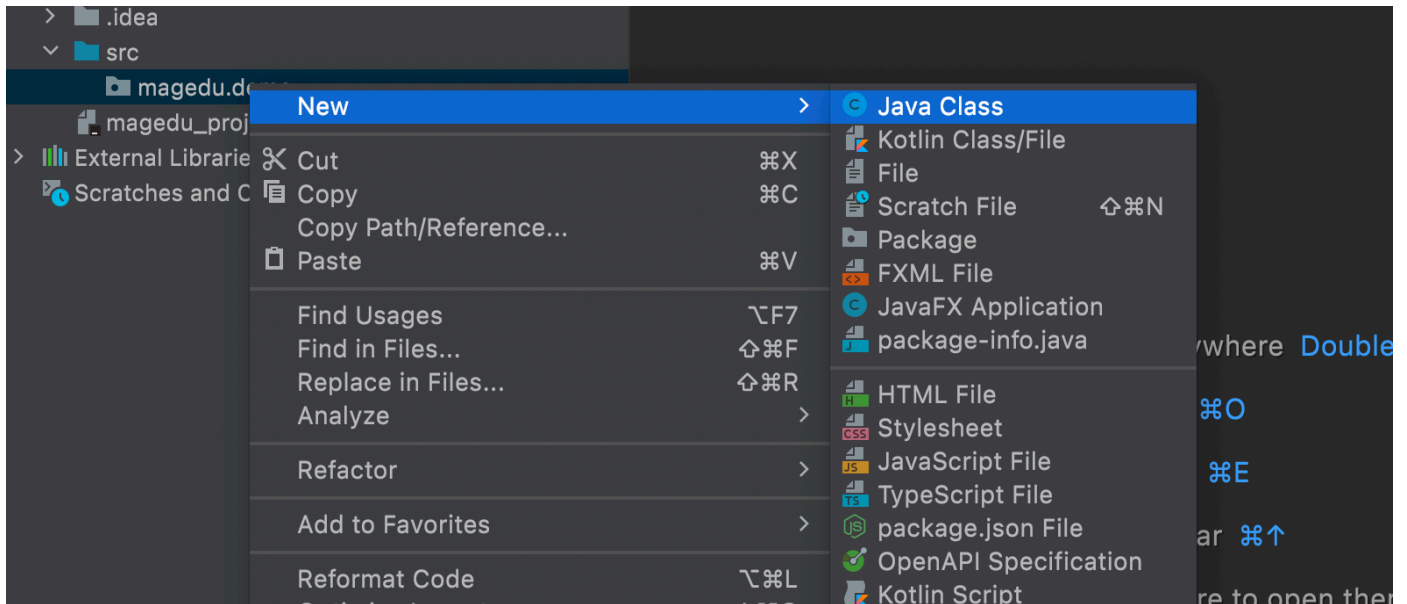 .idea
src
magedu.de
magedu_proj
External Librarie
Scratches and C
New
Cut ⌘X
Copy ⌘C
Copy Path/Reference...
Paste ⌘V
Find Usages ⌥F7
Find in Files... ⇧⌘F
Replace in Files... ⇧⌘R
Analyze
Refactor
Add to Favorites
Reformat Code ⌥⌘L
Java Class
Kotlin Class/File
File
Scratch File ⇧⌘N
Package
FXML File
JavaFX Application
package-info.java
HTML File
Stylesheet
JavaScript File
TypeScript File
package.json File
OpenAPI Specification
Kotlin Script
ywhere Double
⌘O
⌘E
ar ⌘↑
re to open ther